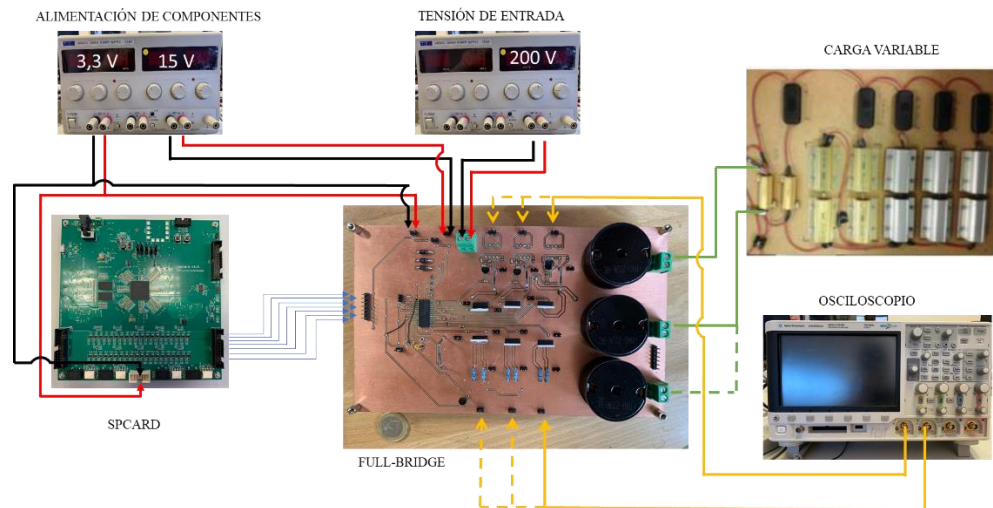 ALIMENTACIÓN DE COMPONENTES
TENSIÓN DE ENTRADA
CARGA VARIABLE
3,3 V
15 V
200 V
OSCILOSCOPIO
SPCARD
FULL-BRIDGE